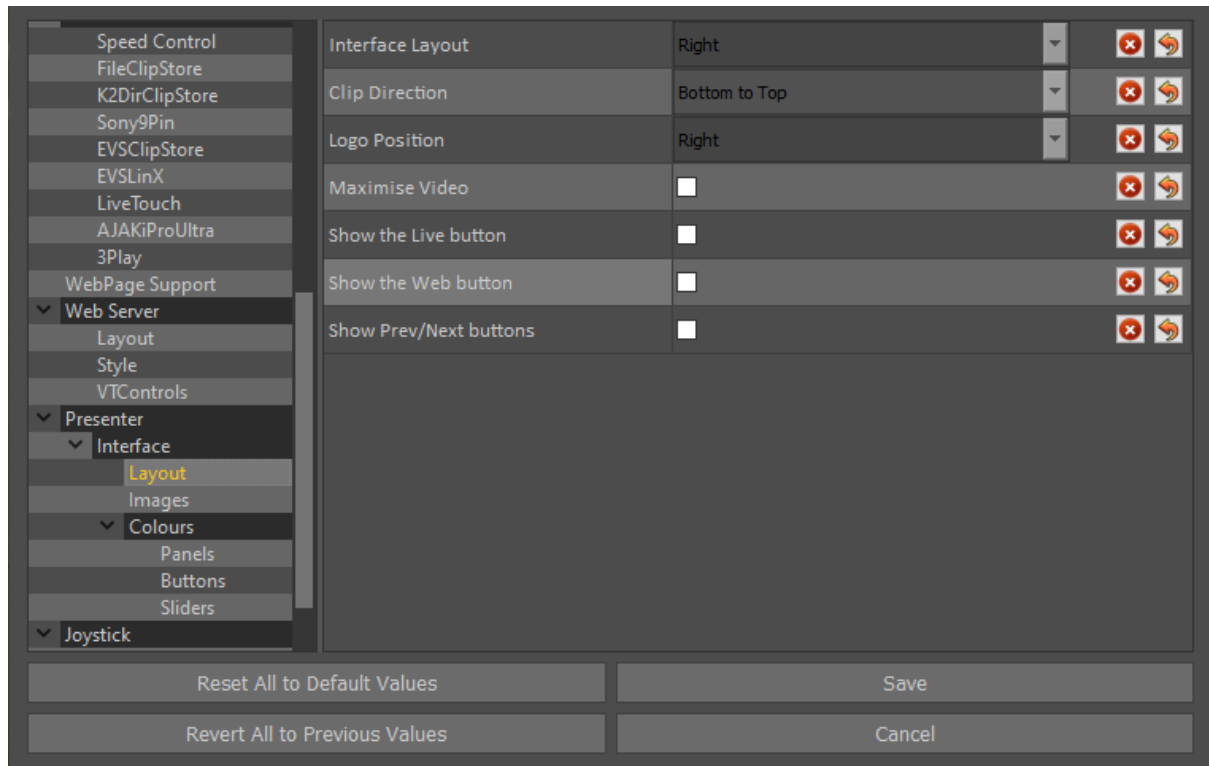 Speed Control
FileClipStore
K2DirClipStore
Sony9Pin
EVSClipStore
EVSLinX
LiveTouch
AJAKiProUltra
3Play
WebPage Support
Web Server
Layout
Style
VTControls
Presenter
Interface
Layout
Images
Colours
Panels
Buttons
Sliders
Joystick
Interface Layout Right
Clip Direction Bottom to Top
Logo Position Right
Maximise Video
Show the Live button
Show the Web button
Show Prev/Next buttons
Reset All to Default Values Save
Revert All to Previous Values Cancel